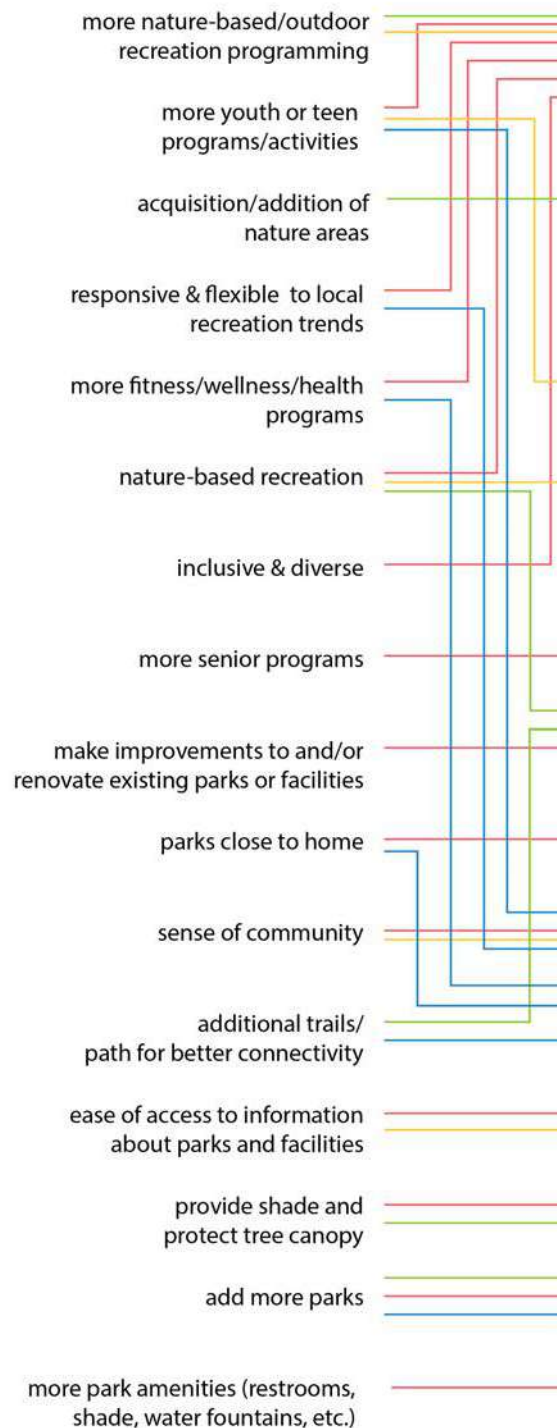 more nature-based/outdoor
recreation programming
more youth or teen
programs/activities
acquisition/addition of
nature areas
responsive & flexible to local
recreation trends
more fitness/wellness/health
programs
nature-based recreation
inclusive & diverse
more senior programs
make improvements to and/or
renovate existing parks or facilities
parks close to home
sense of community
additional trails/
path for better connectivity
ease of access to information
about parks and facilities
provide shade and
protect tree canopy
add more parks
more park amenities (restrooms,
shade, water fountains, etc.)